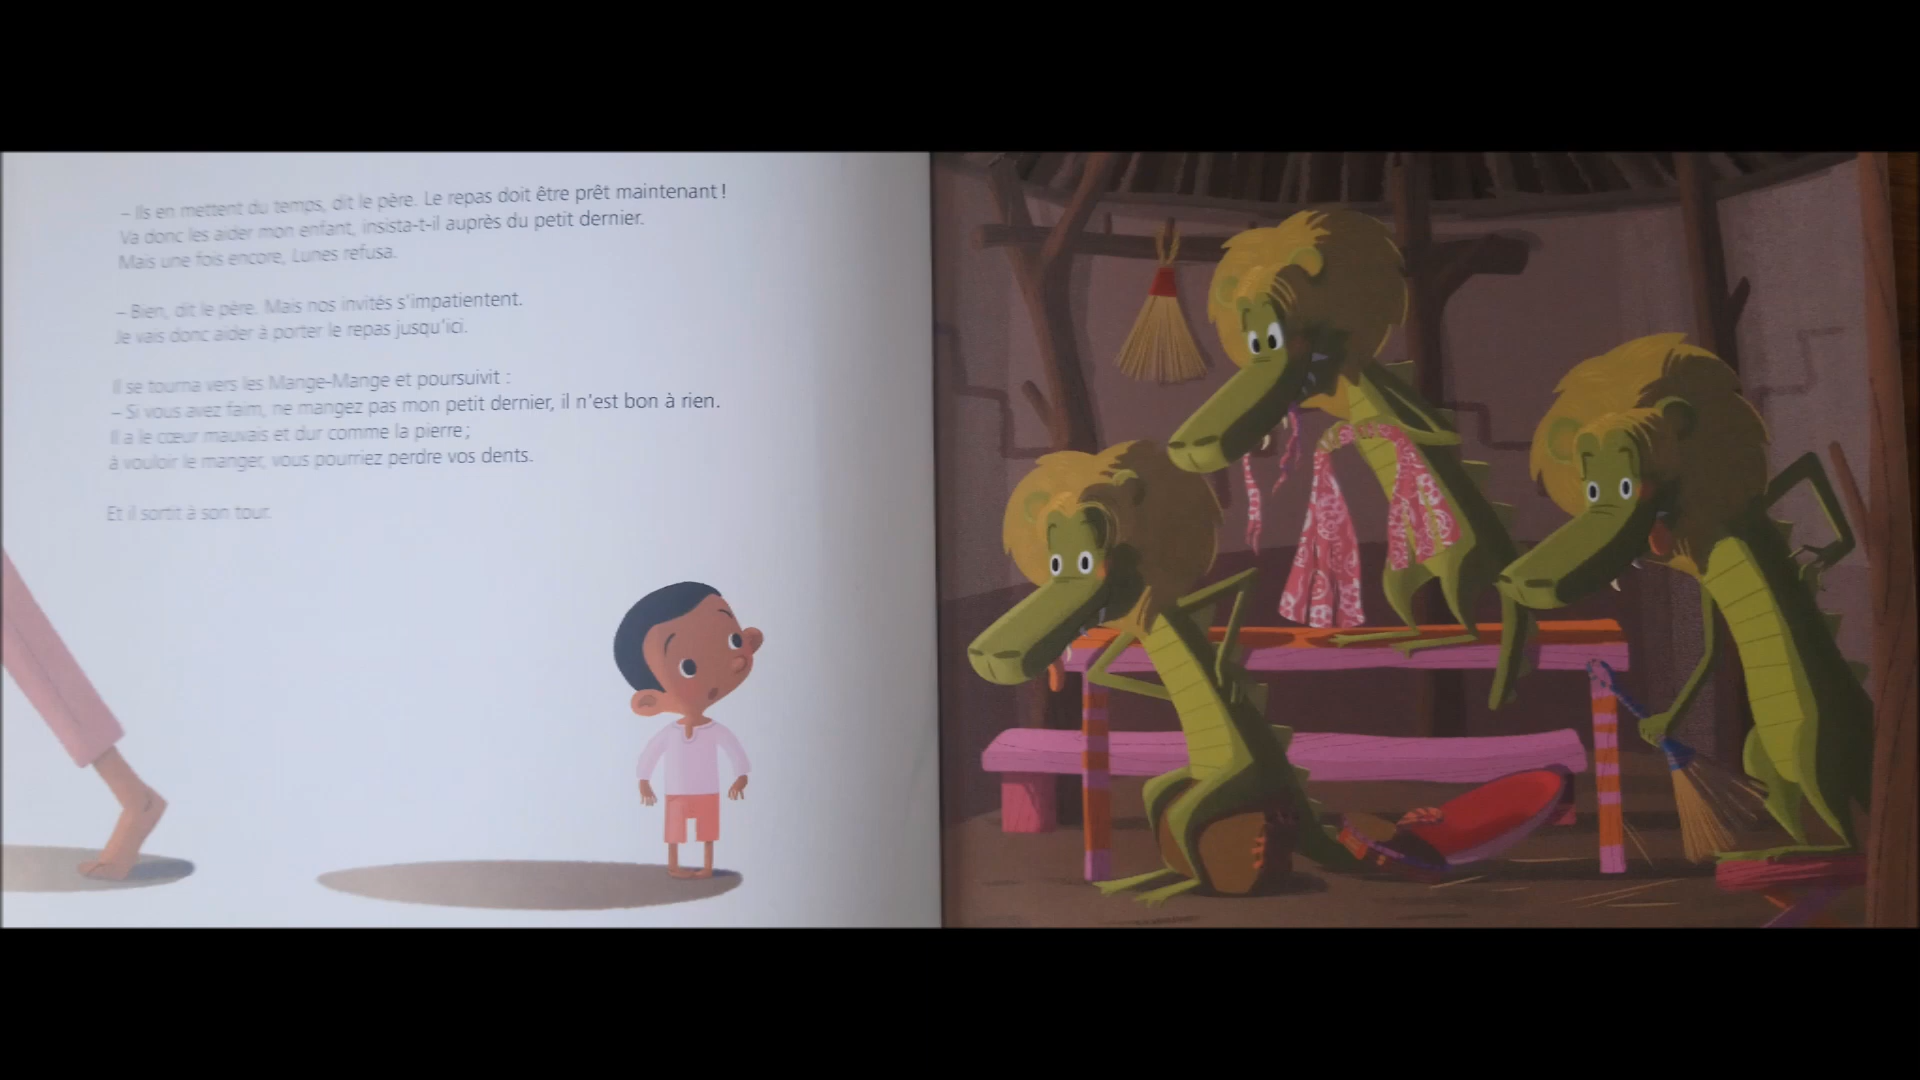 – Ils en mettent du temps, dit le père. Le repas doit être prêt maintenant !
Va donc les aider mon enfant, insista-t-il auprès du petit dernier.
Mais une fois encore, Lunes refusa.
– Bien, dit le père. Mais nos invités s'impatientent.
Je vais donc aider à porter le repas jusqu'ici.
Il se tourna vers les Mange-Mange et poursuivit :
– Si vous avez faim, ne mangez pas mon petit dernier, il n'est bon à rien.
Il a le cœur mauvais et dur comme la pierre ;
à vouloir le manger, vous pourriez perdre vos dents.
Et il sortit à son tour.